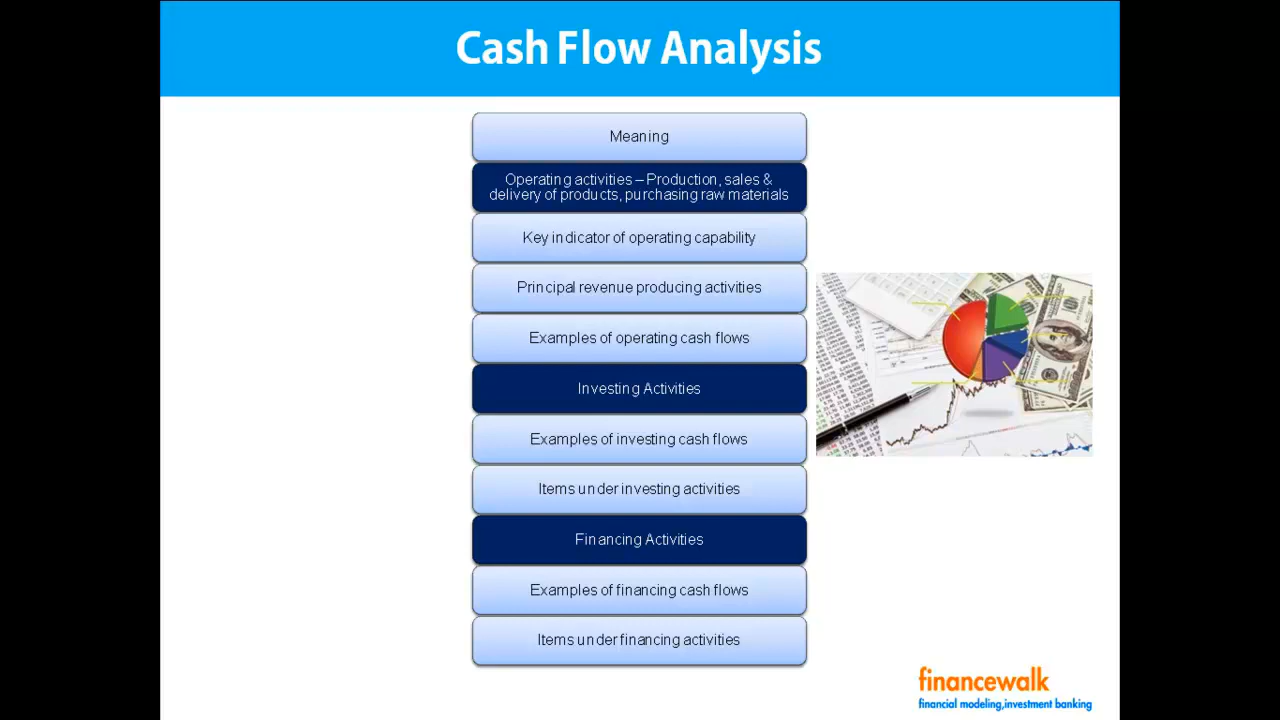 Cash Flow Analysis
Meaning
Operating activities – Production, sales &
delivery of products, purchasing raw materials
Key indicator of operating capability
Principal revenue producing activities
Examples of operating cash flows
Investing Activities
Examples of investing cash flows
Items under investing activities
Financing Activities
Examples of financing cash flows
Items under financing activities
financewalk
financial modeling,investment banking